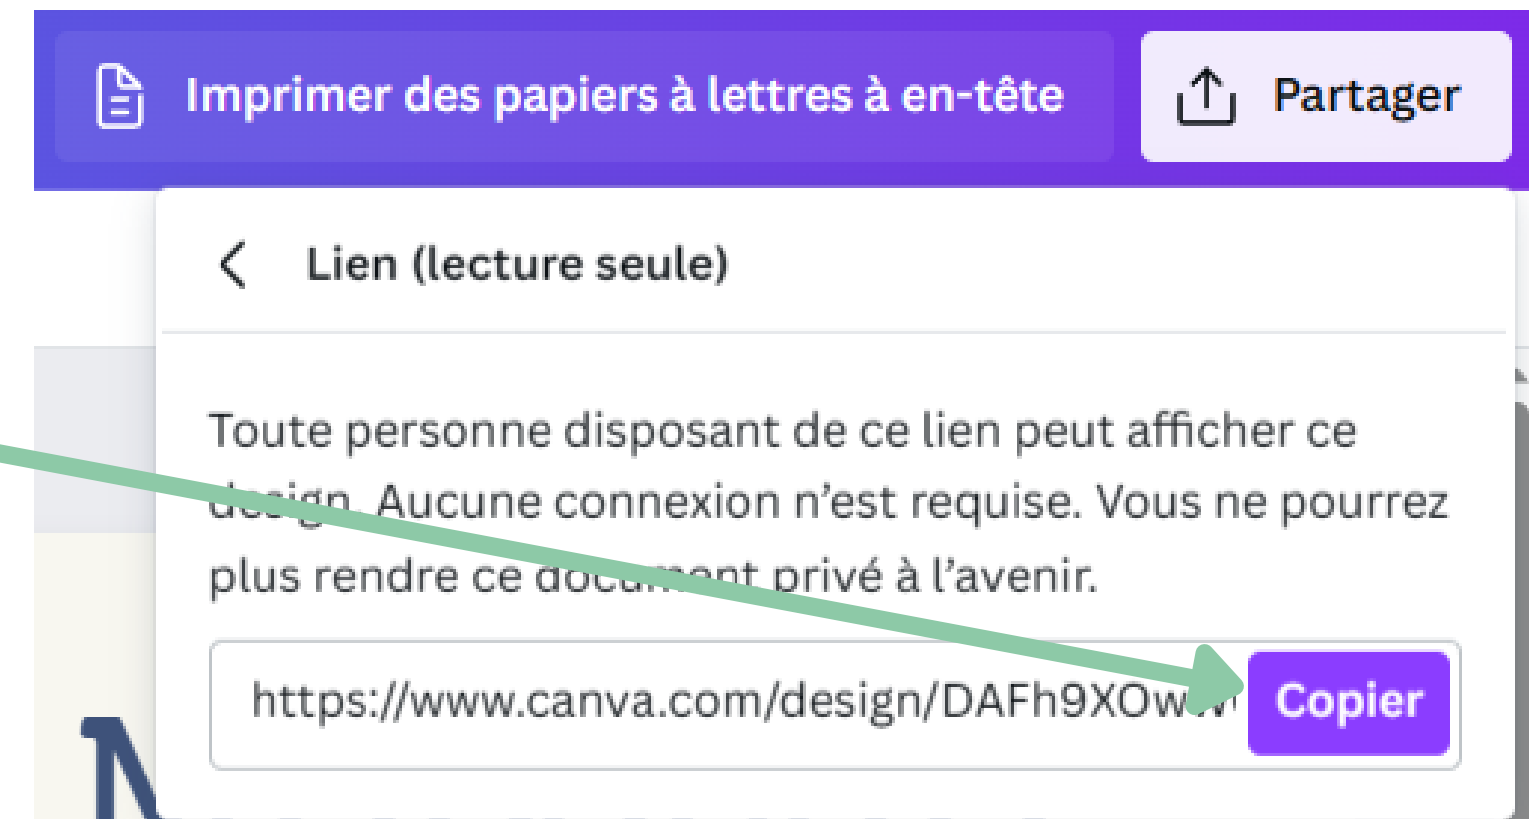 Imprimer des papiers à lettres à en-tête
Partager
Lien (lecture seule)
Toute personne disposant de ce lien peut afficher ce
design. Aucune connexion n'est requise. Vous ne pourrez
plus rendre ce document privé à l'avenir.
https://www.canva.com/design/DAFh9XOw
Copier